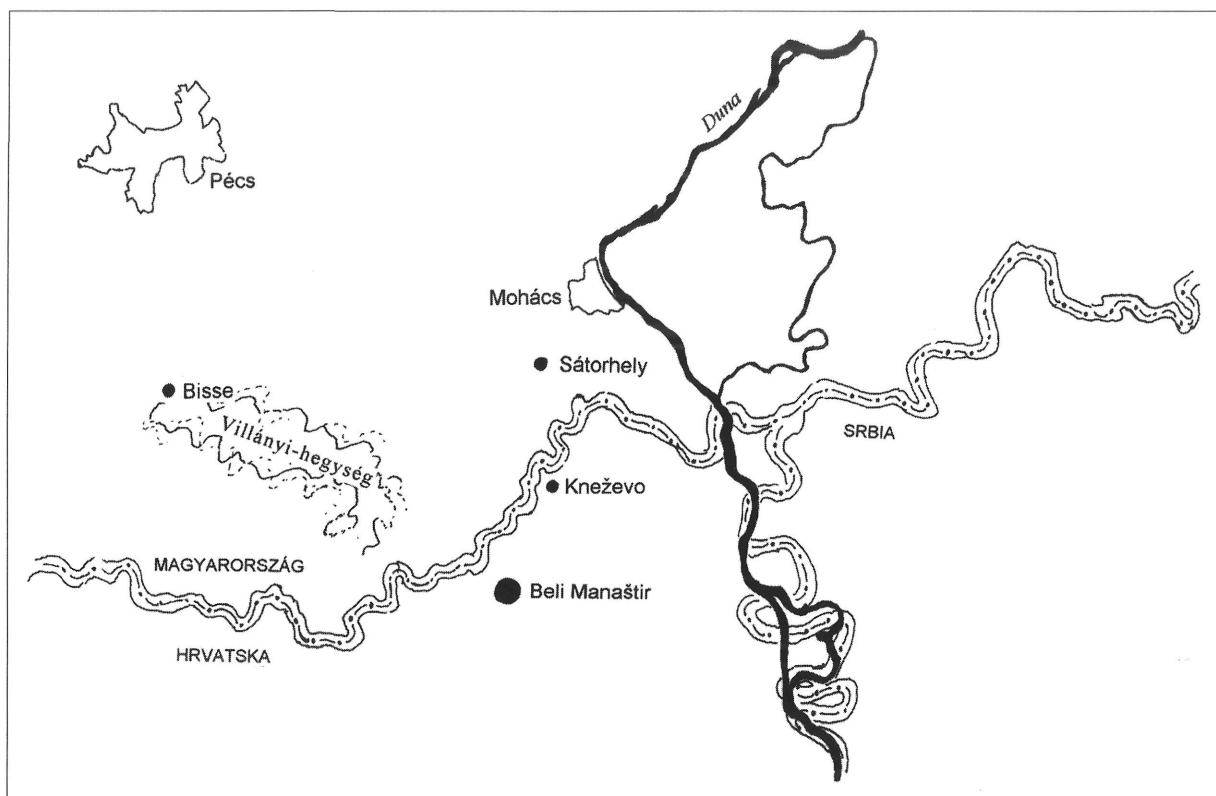 Duna
Pécs
Mohács
Sátorhely
Bisse
Villányi-hegység
SRBIA
Kneževo
MAGYARORSZÁG
Beli Manaštir
HRVATSKA